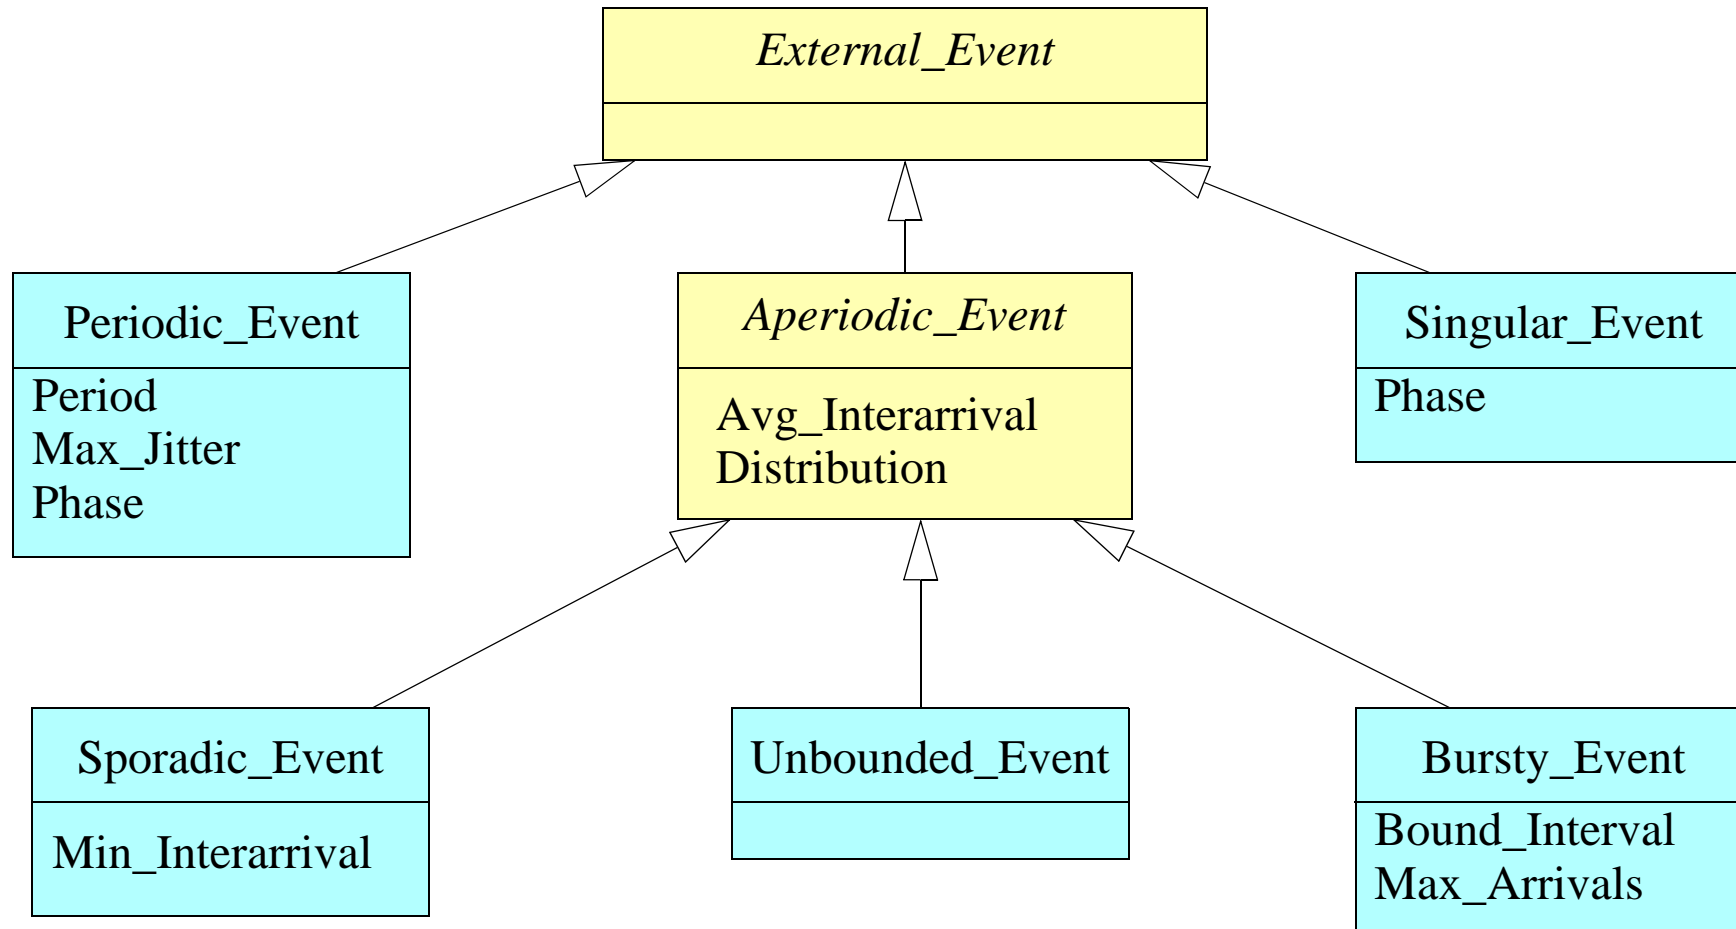 External_Event
Periodic_Event
Period
Max_Jitter
Phase
Aperiodic_Event
Avg_Interarrival
Distribution
Singular_Event
Phase
Sporadic_Event
Min_Interarrival
Unbounded_Event
Bursty_Event
Bound_Interval
Max_Arrivals